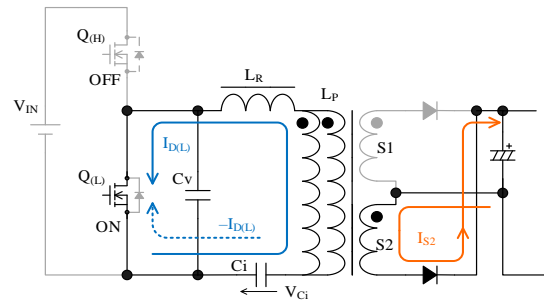 Q(H)
OFF
LR
LP
VIN
ID(L)
S1
+
Q(L)
Cv
ON
−ID(L)
S2
IS2
Ci
VCi